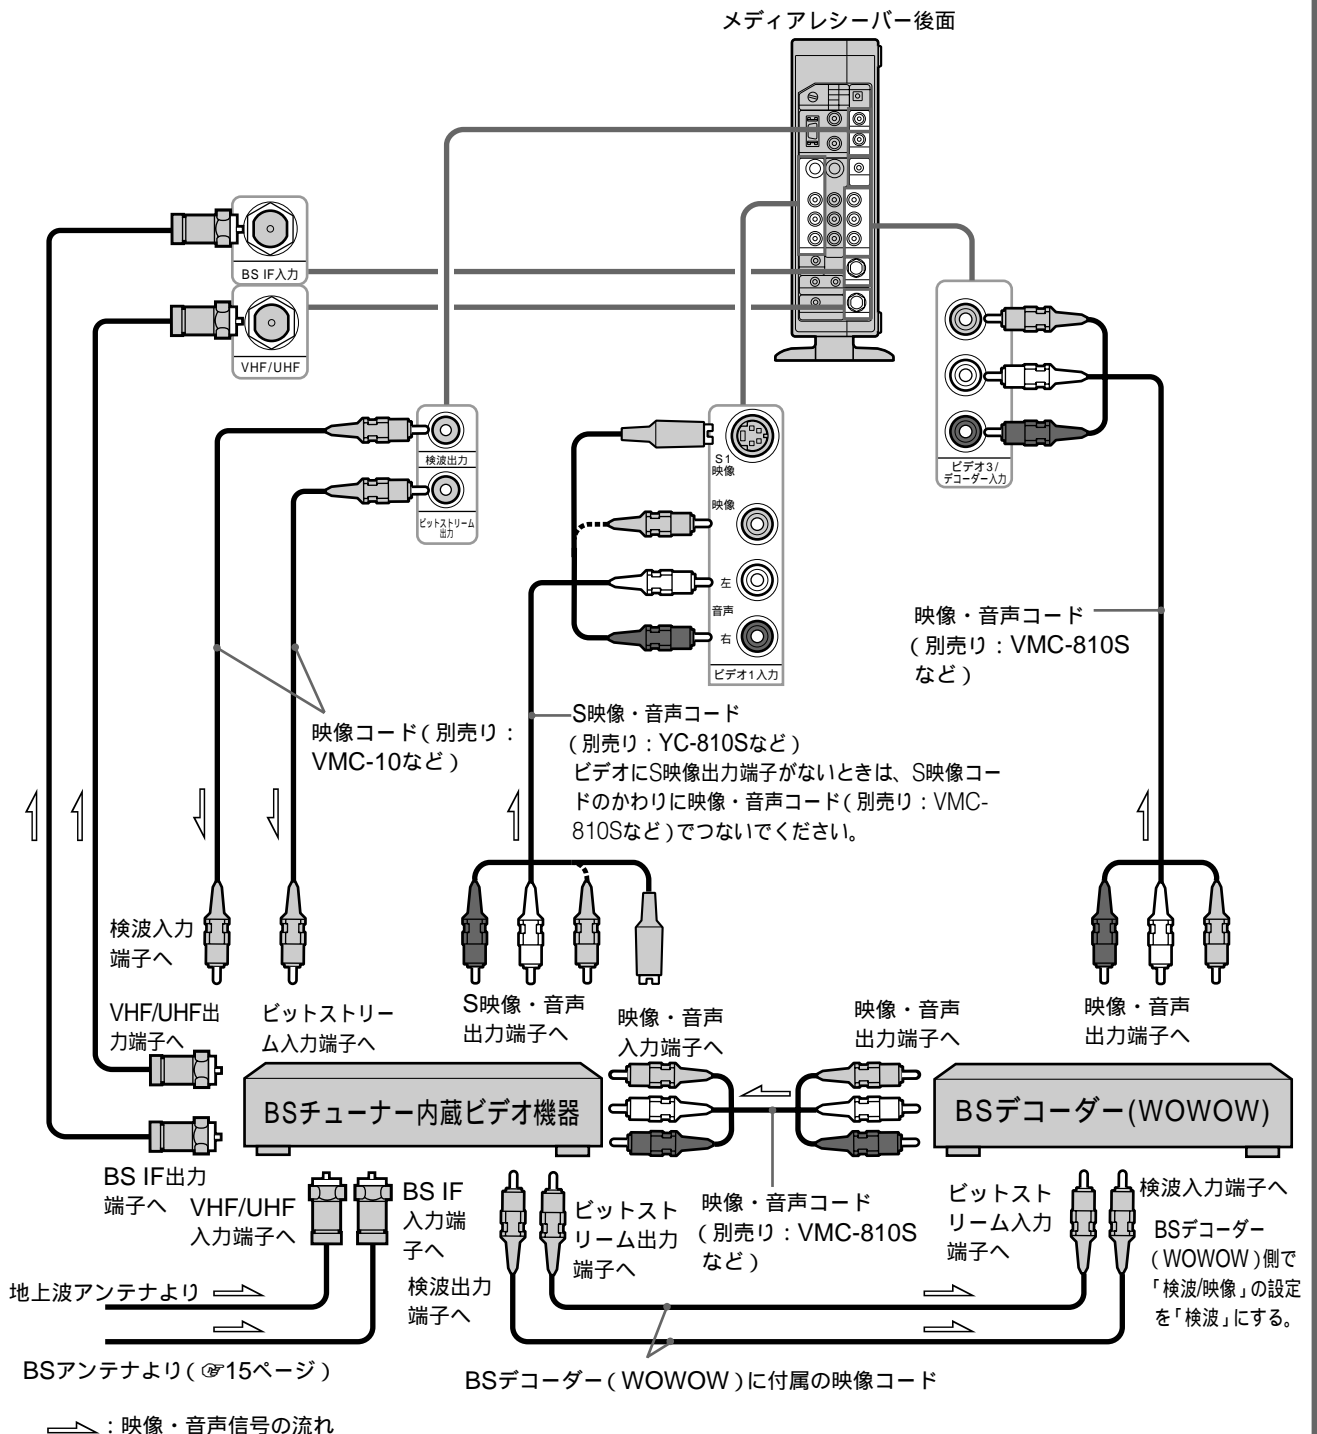 メディアレシーバー後面
BS IF入力
VHF/UHF
検波出力
ビットストリーム
出力
S1
映像
映像
左
音声
右
ビデオ1入力
ビデオ3/
デコーダー入力
映像・音声コード
(別売り:VMC-810S
など)
映像コード(別売り:
VMC-10など)
S映像・音声コード
(別売り:YC-810Sなど)
ビデオにS映像出力端子がないときは、S映像コー
ドのかわりに映像・音声コード(別売り:VMC-
810Sなど)でつないでください。
検波入力
端子へ
VHF/UHF出
力端子へ
ビットストリー
ム入力端子へ
S映像・音声
出力端子へ
映像・音声
入力端子へ
映像・音声
出力端子へ
映像・音声
出力端子へ
BSチューナー内蔵ビデオ機器
BSデコーダー(WOWOW)
BS IF出力
端子へ
VHF/UHF
入力端子へ
BS IF
入力端
子へ
検波出力
端子へ
ビットスト
リーム出力
端子へ
映像・音声コード
(別売り:VMC-810S
など)
ビットスト
リーム入力
端子へ
検波入力端子へ
BSデコーダー
(WOWOW)側で
「検波/映像」の設定
を「検波」にする。
地上波アンテナより
BSアンテナより(☞15ページ)
BSデコーダー(WOWOW)に付属の映像コード
:映像・音声信号の流れ